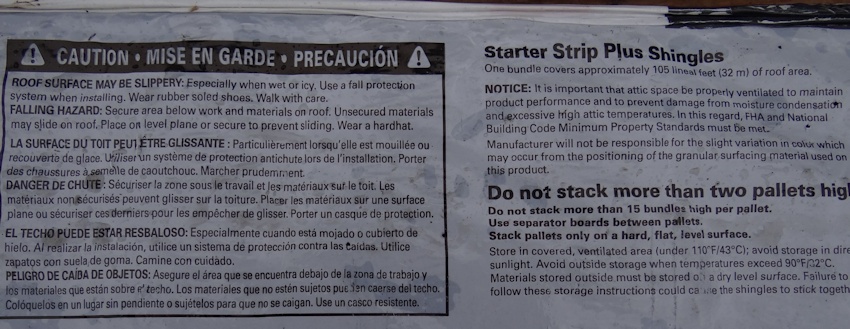 CAUTION • MISE EN GARDE • PRECAUCIÓN
ROOF SURFACE MAY BE SLIPPERY: Especially when wet or icy. Use a fall protection
system when installing. Wear rubber soled shoes. Walk with care.
FALLING HAZARD: Secure area below work and materials on roof. Unsecured materials
may slide on roof. Place on level plane or secure to prevent sliding. Wear a hardhat.
LA SURFACE DU TOIT PEUT ÉTRE GLISSANTE : Particulièrement lorsqu'elle est mouillée ou
recouverte de glace. Utiliser un système de protection antichute lors de l'installation. Porter
des chaussures à semelle de caoutchouc. Marcher prudemment.
DANGER DE CHUTE : Sécuriser la zone sous le travail et les matériaux sur le toit. Les
matériaux non sécurisés peuvent glisser sur la toiture. Placer les matériaux sur une surface
plane ou sécuriser ces derniers pour les empêcher de glisser. Porter un casque de protection.
EL TECHO PUEDE ESTAR RESBALOSO: Especialmente cuando está mojado o cubierto de
hielo. Al realizar la instalación, utilice un sistema de protección contra las caídas. Utilice
zapatos con suela de goma. Camine con cuidado.
PELIGRO DE CAÍDA DE OBJETOS: Asegure el área que se encuentra debajo de la zona de trabajo y
los materiales que están sobre el techo. Los materiales que no estén sujetos pueden caerse del techo.
Colóquelos en un lugar sin pendiente o sujételos para que no se caigan. Use un casco resistente.
Starter Strip Plus Shingles
One bundle covers approximately 105 lineal feet (32 m) of roof area.
NOTICE: It is important that attic space be properly ventilated to maintain
product performance and to prevent damage from moisture condensation
and excessive high attic temperatures. In this regard, FHA and National
Building Code Minimum Property Standards must be met.
Manufacturer will not be responsible for the slight variation in color which
may occur from the positioning of the granular surfacing material used on
this product.
Do not stack more than two pallets hig
Do not stack more than 15 bundles high per pallet.
Use separator boards between pallets.
Stack pallets only on a hard, flat, level surface.
Store in covered, ventilated area (under 110°F/43°C); avoid storage in dire
sunlight. Avoid outside storage when temperatures exceed 90°F/32°C.
Materials stored outside must be stored on a dry level surface. Failure to
follow these storage instructions could cause the shingles to stick togeth